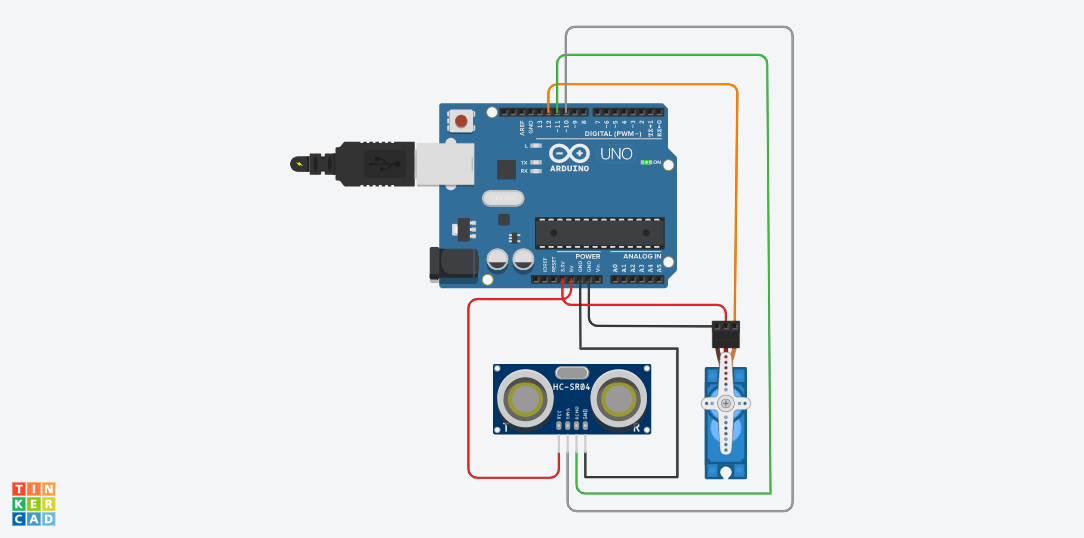 AREF
GND
13
12
~11
~10
~9
8
7
~6
~5
4
~3
2
TX→1
RX←0
DIGITAL (PWM~)
L
TX
RX
ARDUINO
UNO
ON
POWER
ANALOG IN
IOREF
RESET
3.3V
5V
GND
GND
Vin
A0
A1
A2
A3
A4
A5
HC-SR04
VCC
TRIG
ECHO
GND
T
R
TIN
KER
CAD